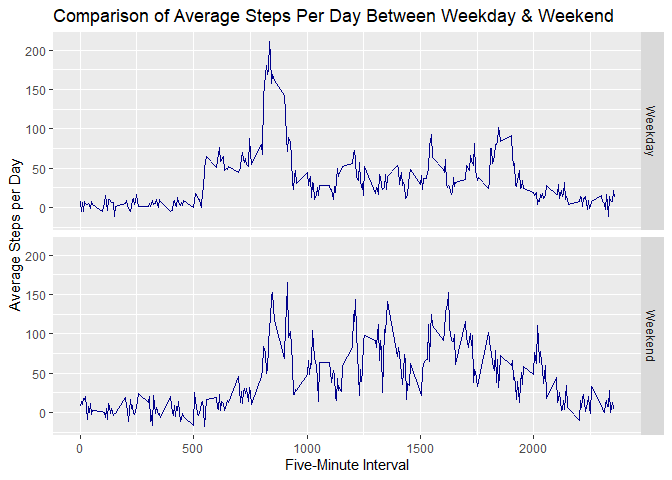 Comparison of Average Steps Per Day Between Weekday & Weekend
Average Steps per Day
200
150
100
50
0
Weekday
200
150
100
50
0
Weekend
0 500 1000 1500 2000
Five-Minute Interval